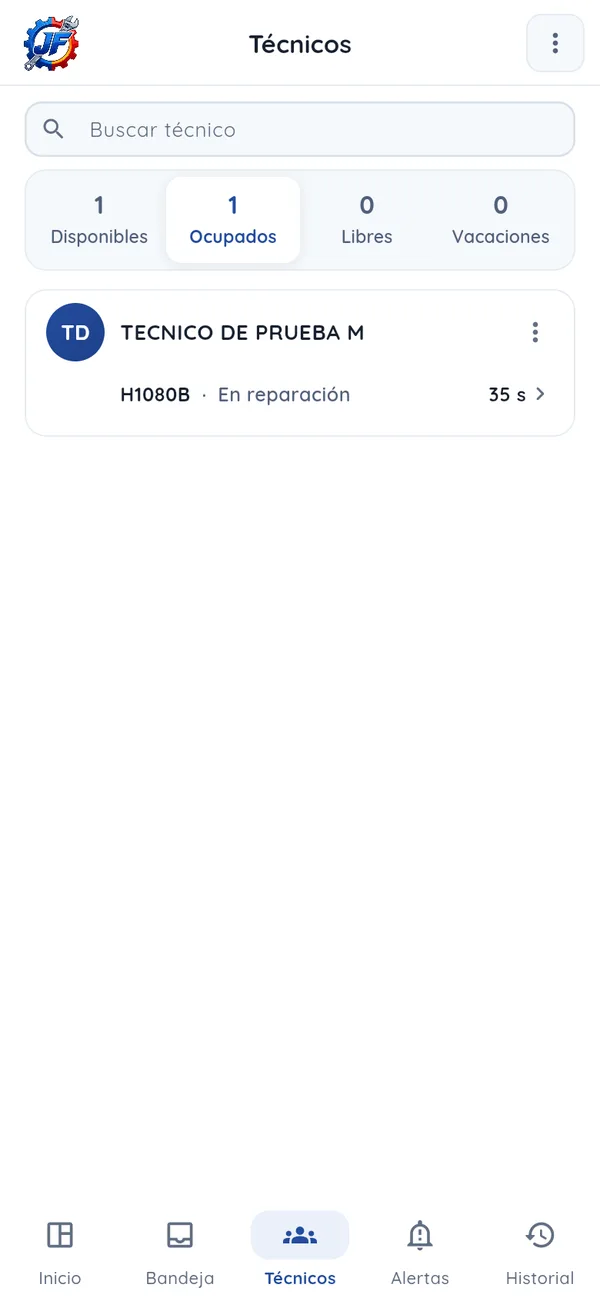 JF
Técnicos
Buscar técnico
1 1 0 0
Disponibles Ocupados Libres Vacaciones
TD TECNICO DE PRUEBA M
H1080B · En reparación 35 s
Inicio Bandeja Técnicos Alertas Historial